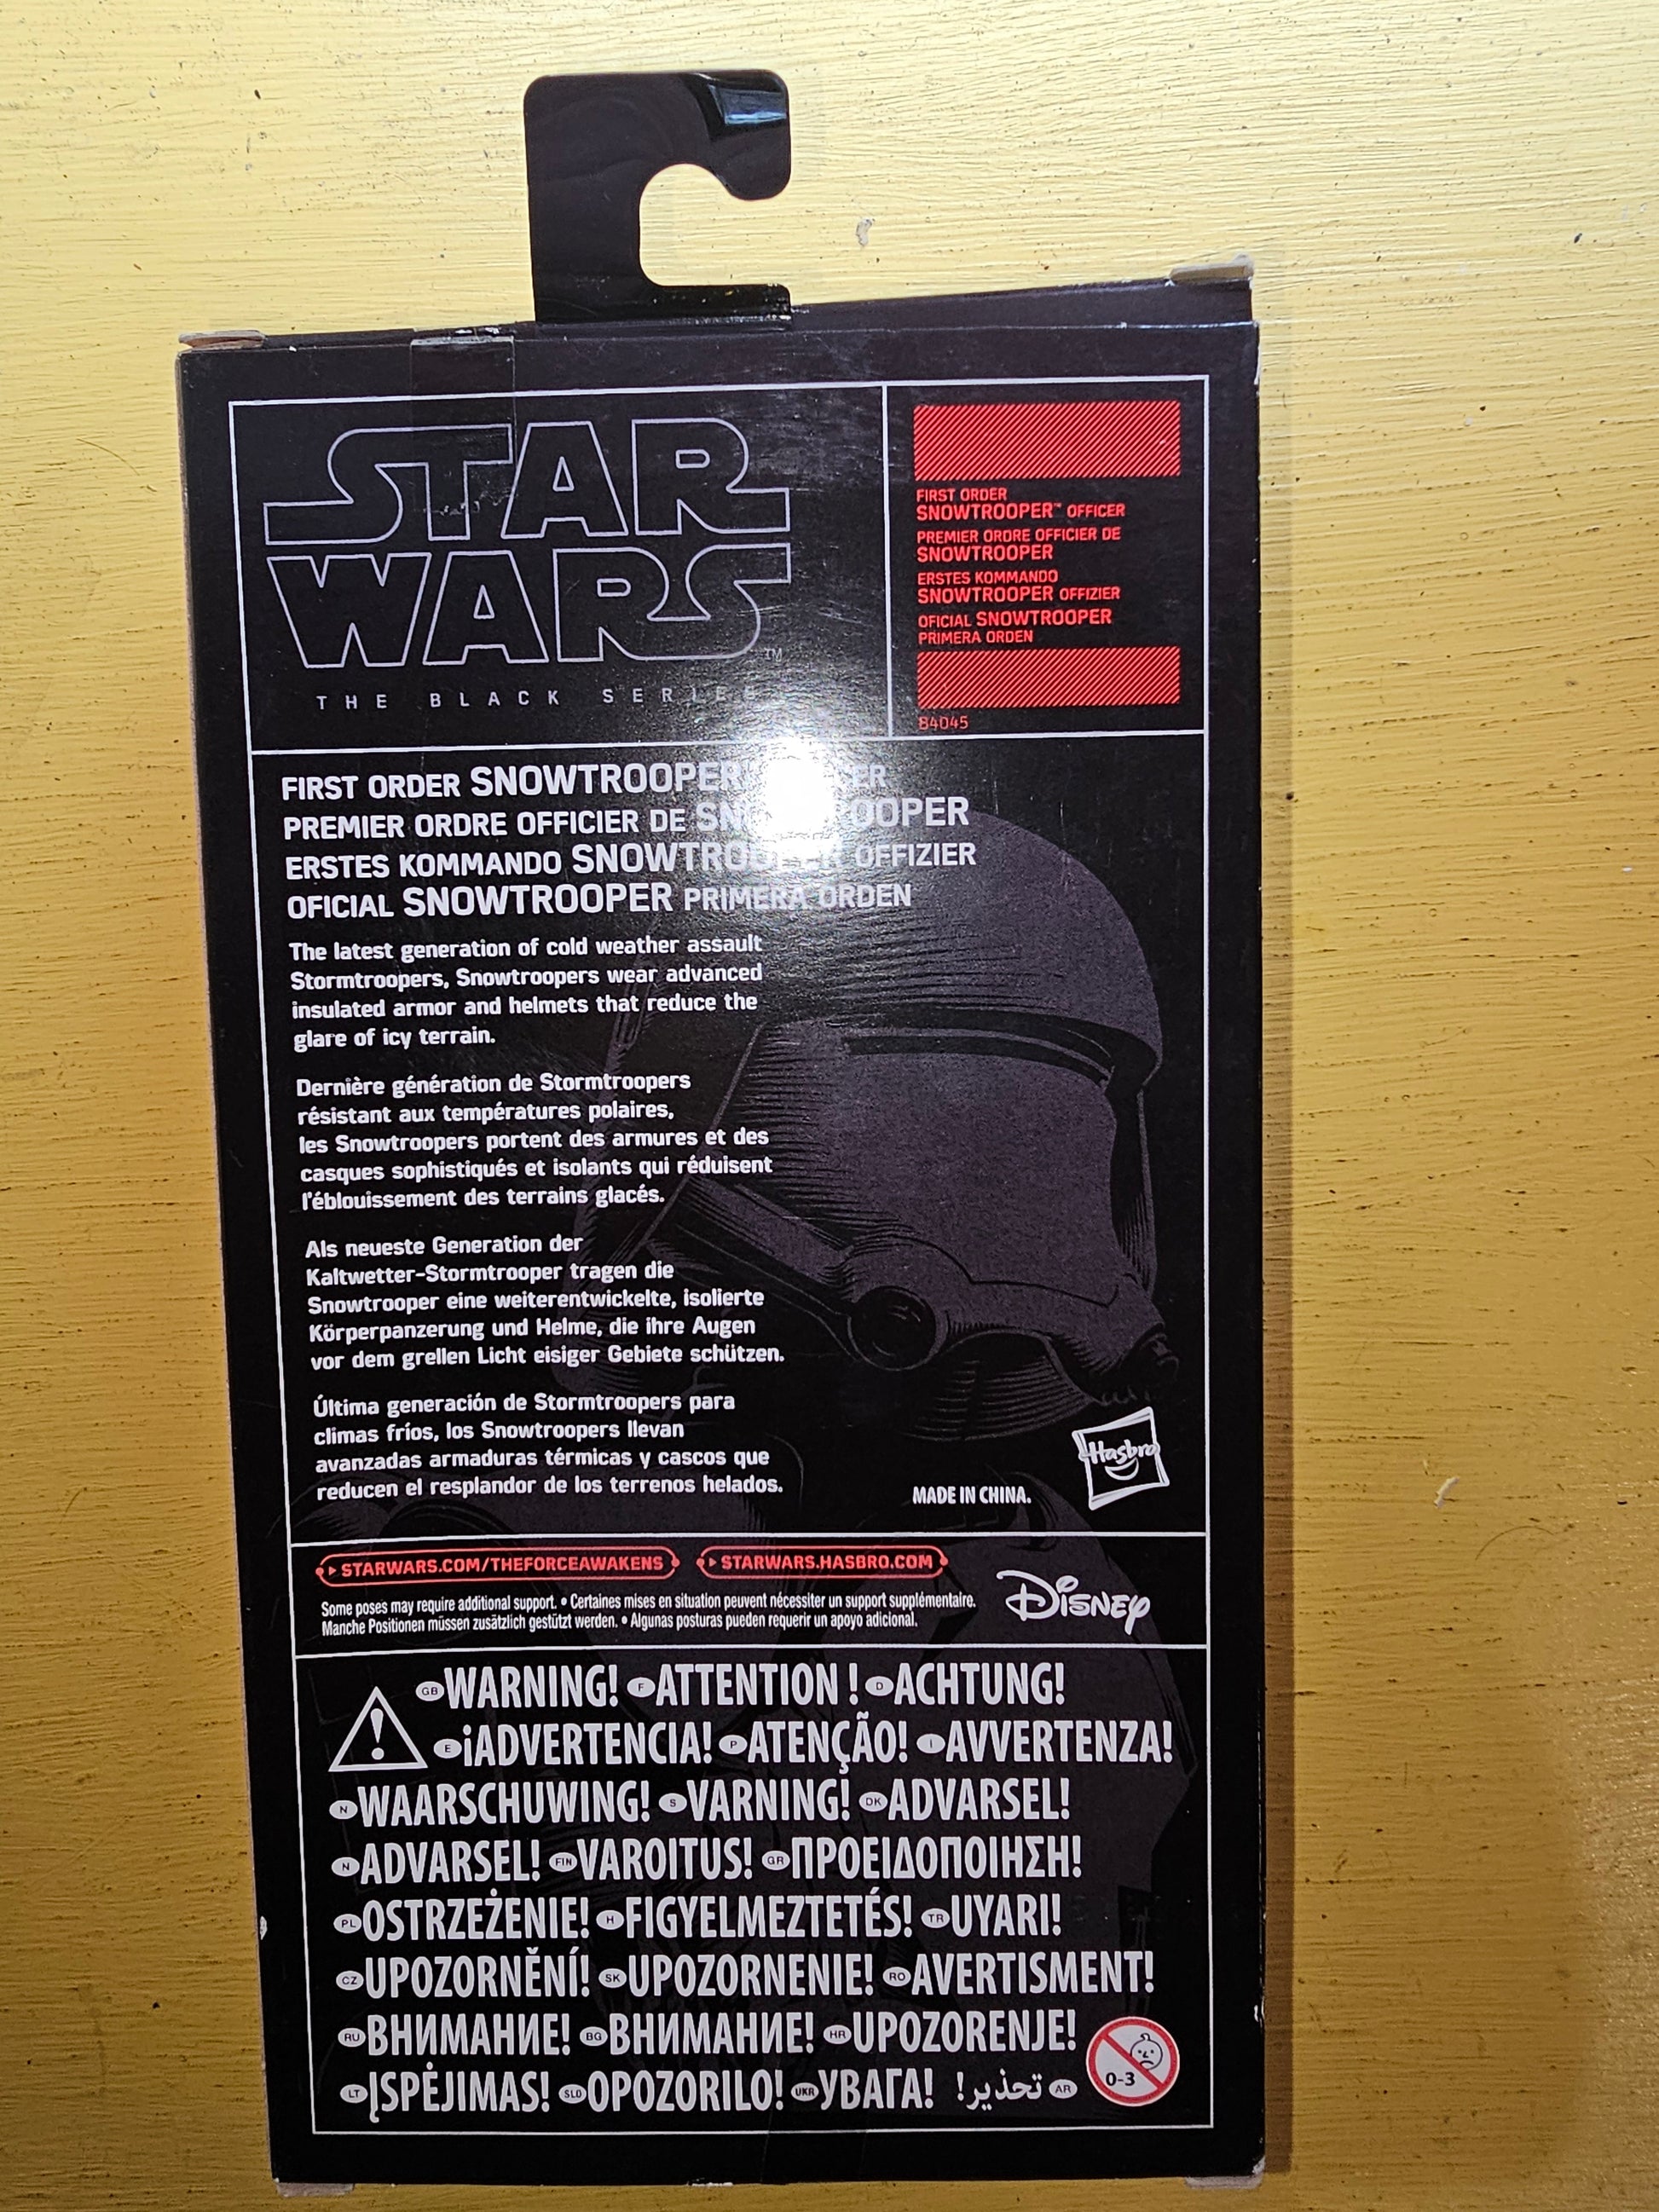 STAR
WARS™
THE BLACK SERIES
FIRST ORDER
SNOWTROOPER™ OFFICER
PREMIER ORDRE OFFICIER DE
SNOWTROOPER
ERSTES KOMMANDO
SNOWTROOPER OFFIZIER
OFICIAL SNOWTROOPER
PRIMERA ORDEN
84045
FIRST ORDER SNOWTROOPER
PREMIER ORDRE OFFICIER DE SNOWTROOPER
ERSTES KOMMANDO SNOWTROOPER OFFIZIER
OFICIAL SNOWTROOPER PRIMERA ORDEN
The latest generation of cold weather assault
Stormtroopers, Snowtroopers wear advanced
insulated armor and helmets that reduce the
glare of icy terrain.
Dernière génération de Stormtroopers
résistant aux températures polaires,
les Snowtroopers portent des armures et des
casques sophistiqués et isolants qui réduisent
l'éblouissement des terrains glacés.
Als neueste Generation der
Kaltwetter-Stormtrooper tragen die
Snowtrooper eine weiterentwickelte, isolierte
Körperpanzerung und Helme, die ihre Augen
vor dem grellen Licht eisiger Gebiete schützen.
Última generación de Stormtroopers para
climas fríos, los Snowtroopers llevan
avanzadas armaduras térmicas y cascos que
reducen el resplandor de los terrenos helados.
MADE IN CHINA.
Hasbro
STARWARS.COM/THEFORCEAWAKENS STARWARS.HASBRO.COM
Some poses may require additional support. • Certaines mises en situation peuvent nécessiter un support supplémentaire.
Manche Positionen müssen zusätzlich gestützt werden. • Algunas posturas pueden requerir un apoyo adicional.
Disney
GB WARNING! F ATTENTION ! D ACHTUNG!
E ¡ADVERTENCIA! P ATENÇÃO! I AVVERTENZA!
N WAARSCHUWING! S VARNING! DK ADVARSEL!
N ADVARSEL! FIN VAROITUS! GR ΠΡΟΕΙΔΟΠΟΙΗΣΗ!
PL OSTRZEŻENIE! H FIGYELMEZTETÉS! TR UYARI!
CZ UPOZORNĚNÍ! SK UPOZORNENIE! RO AVERTISMENT!
RU ВНИМАНИЕ! BG ВНИМАНИЕ! HR UPOZORENJE!
LT ĮSPĖJIMAS! SLO OPOZORILO! UKR УВАГА! تحذير! AR
0-3